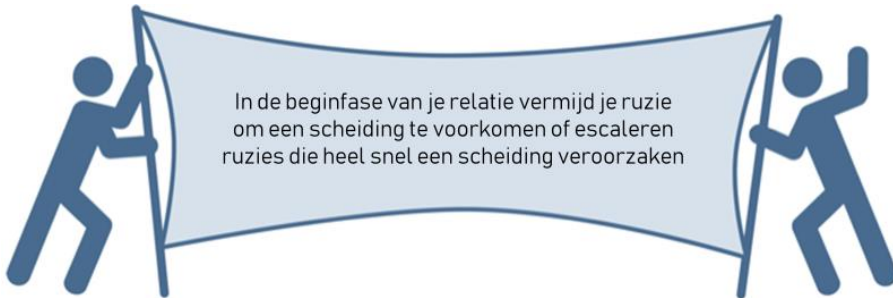 In de beginfase van je relatie vermijd je ruzie
om een scheiding te voorkomen of escaleren
ruzies die heel snel een scheiding veroorzaken